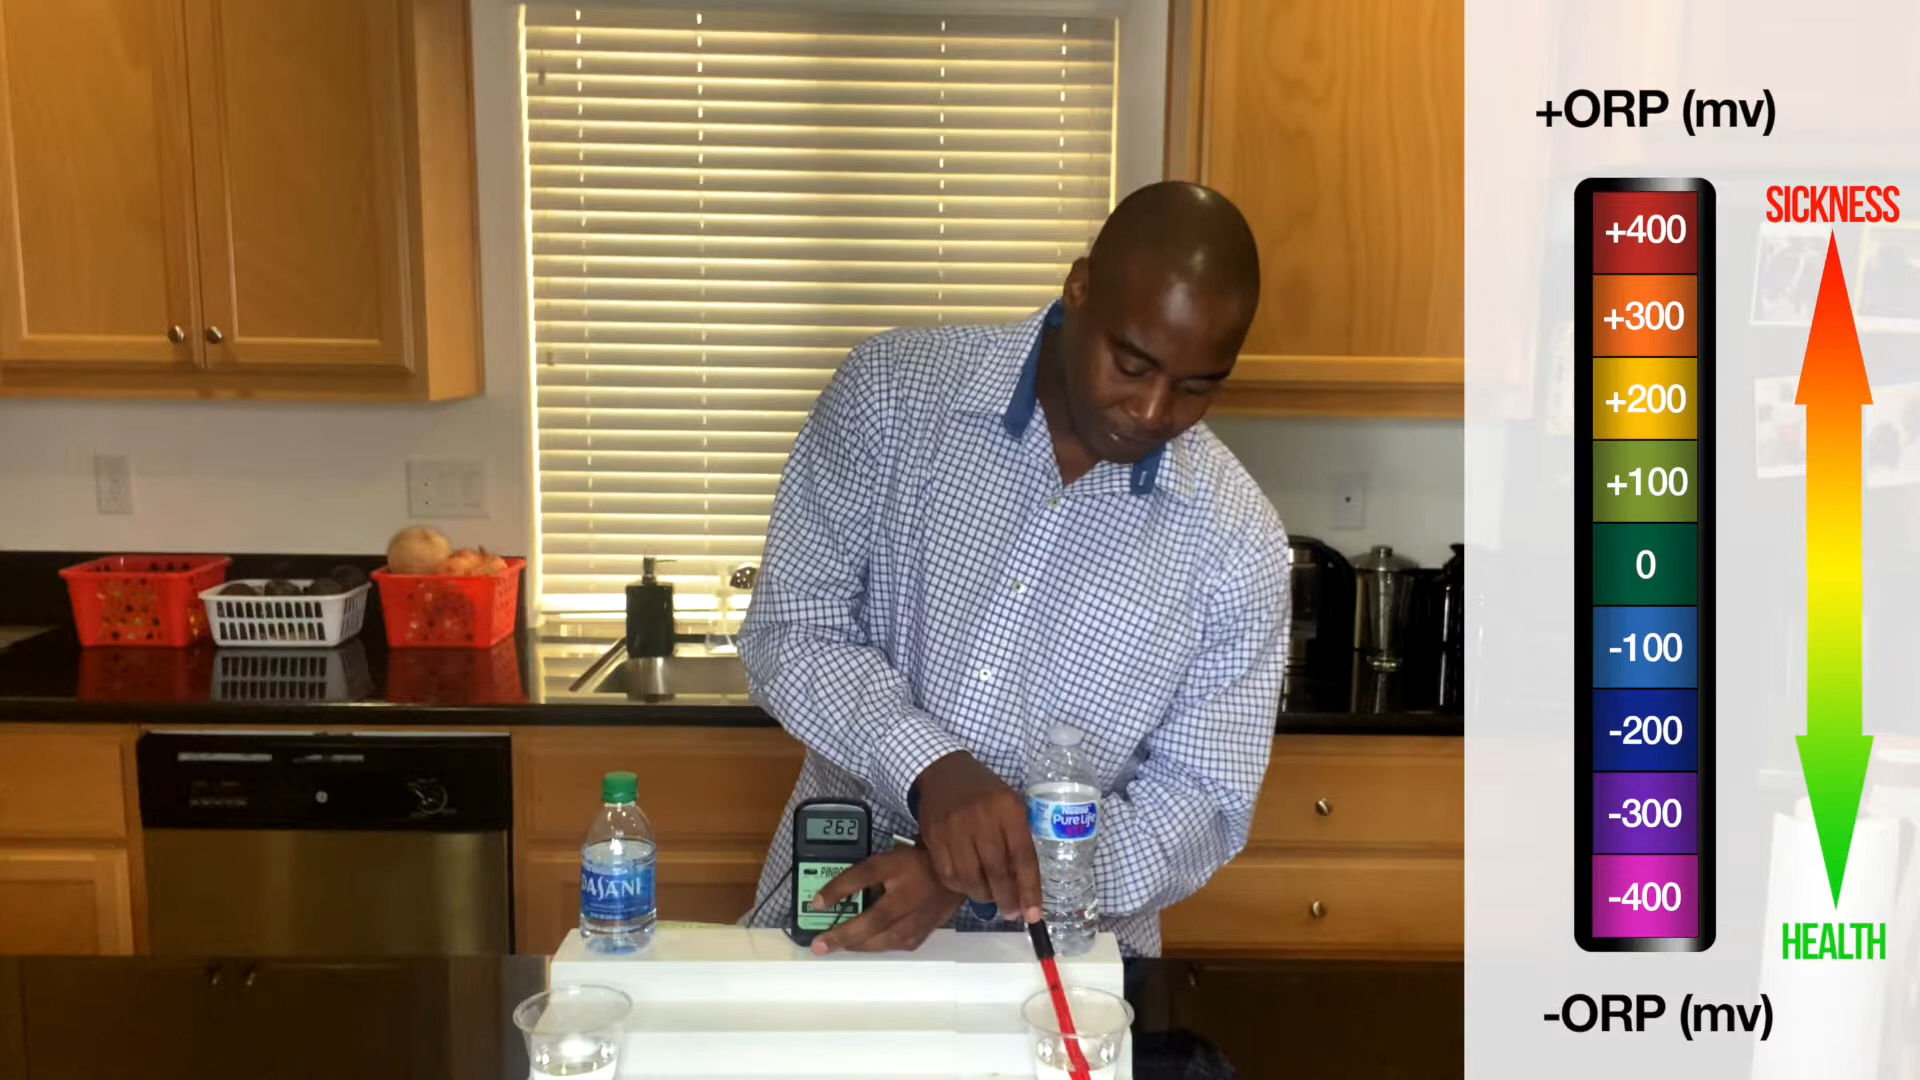 +ORP (mv)
SICKNESS
+400
+300
+200
+100
0
-100
-200
-300
-400
HEALTH
-ORP (mv)
262
DASANI
Nestle
Pure Life